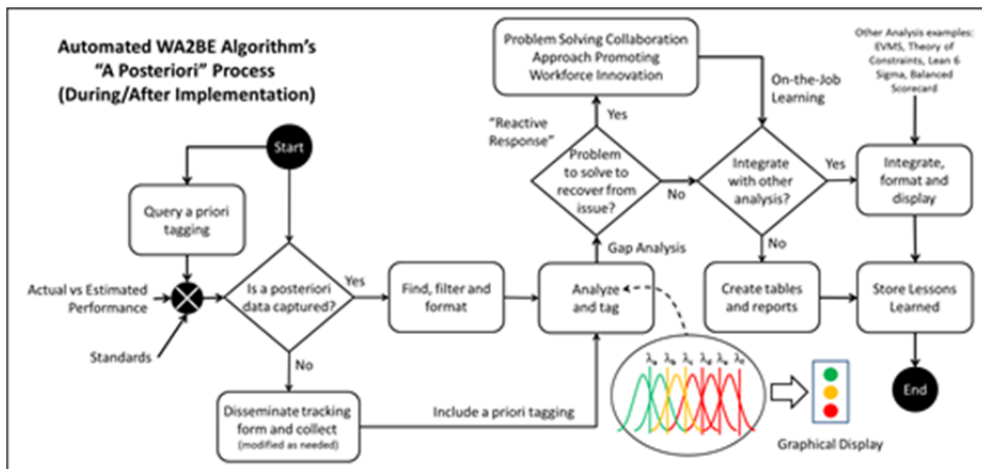 Automated WA2BE Algorithm's
"A Posteriori" Process
(During/After Implementation)
Start
Query a priori
tagging
Actual vs Estimated
Performance
Standards
Is a posteriori
data captured?
Yes
No
Disseminate tracking
form and collect
(modified as needed)
Find, filter and
format
Include a priori tagging
Analyze
and tag
Gap Analysis
Problem
to solve to
recover from
issue?
"Reactive
Response"
Yes
No
Problem Solving Collaboration
Approach Promoting
Workforce Innovation
On-the-Job
Learning
Integrate
with other
analysis?
Yes
No
Create tables
and reports
Other Analysis examples:
EVMS, Theory of
Constraints, Lean 6
Sigma, Balanced
Scorecard
Integrate,
format and
display
Store Lessons
Learned
End
Graphical Display